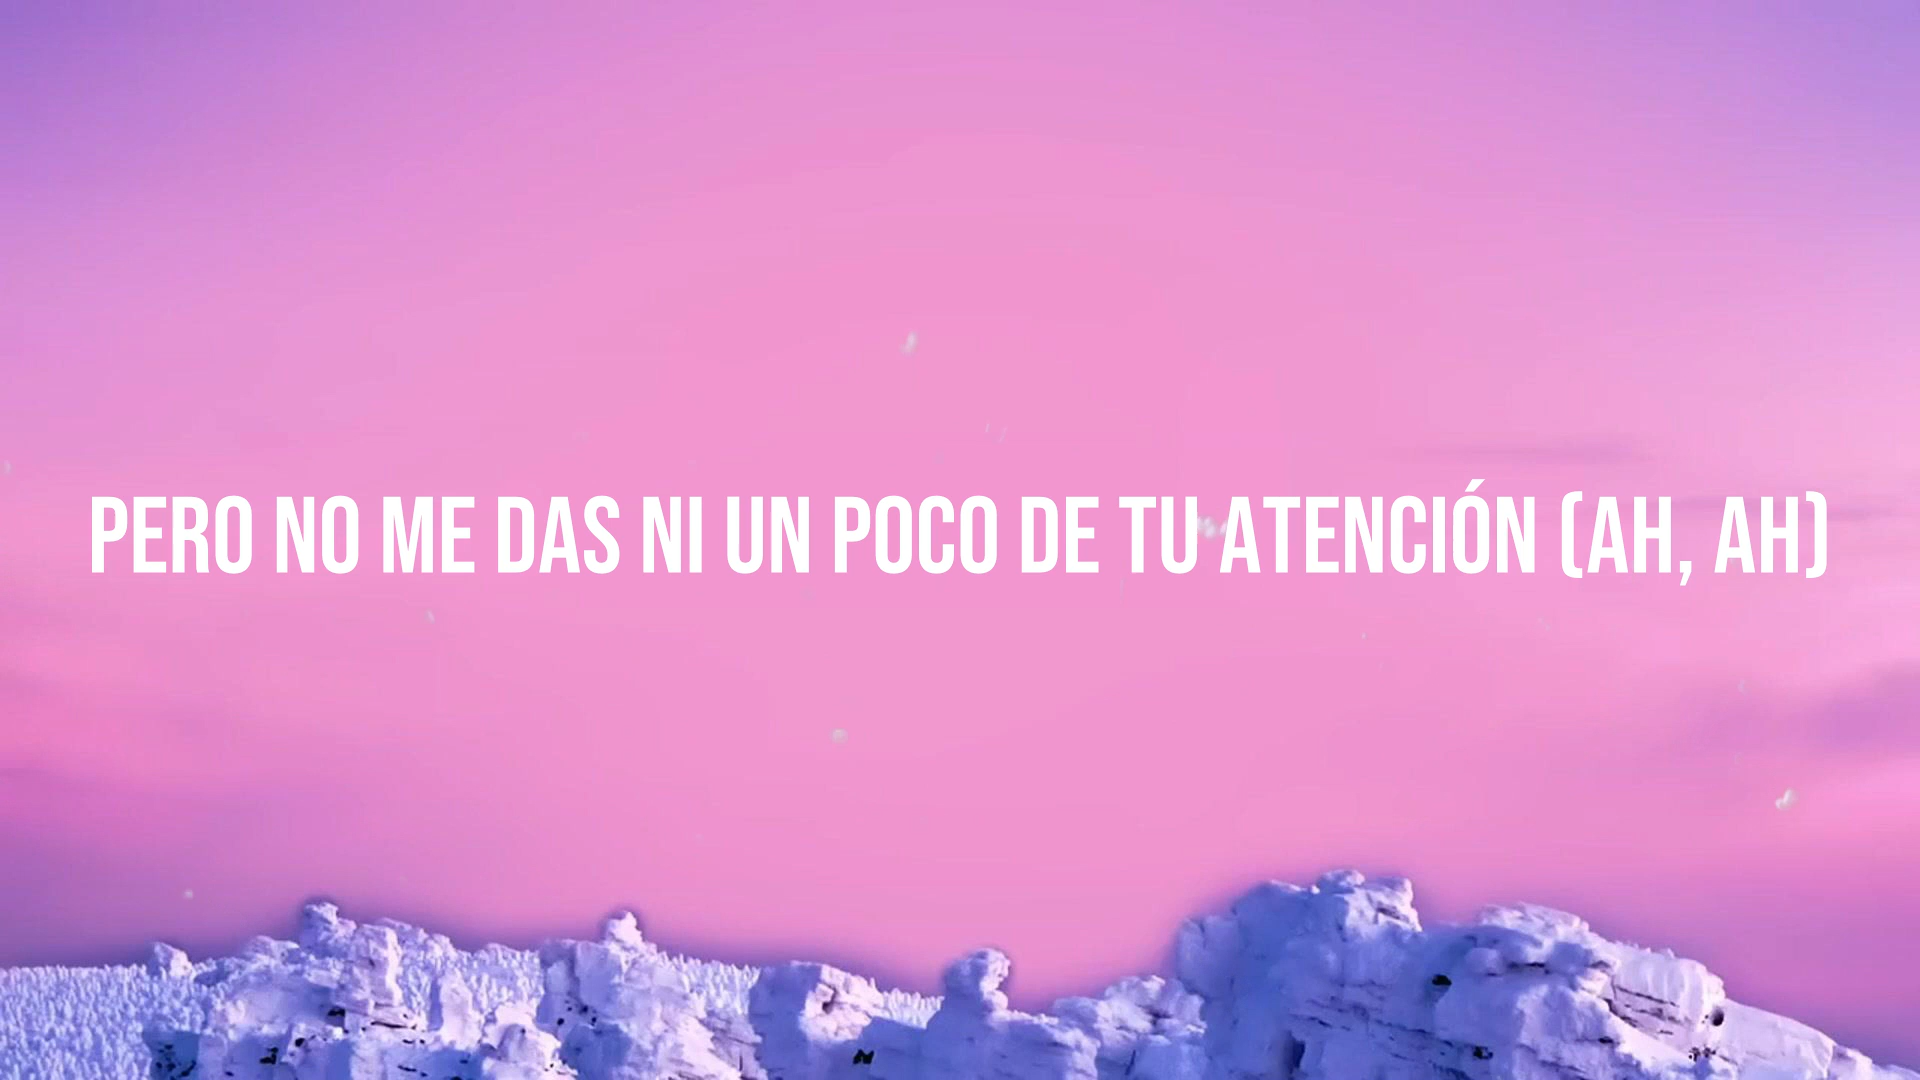 PERO NO ME DAS NI UN POCO DE TU ATENCIÓN (AH, AH)